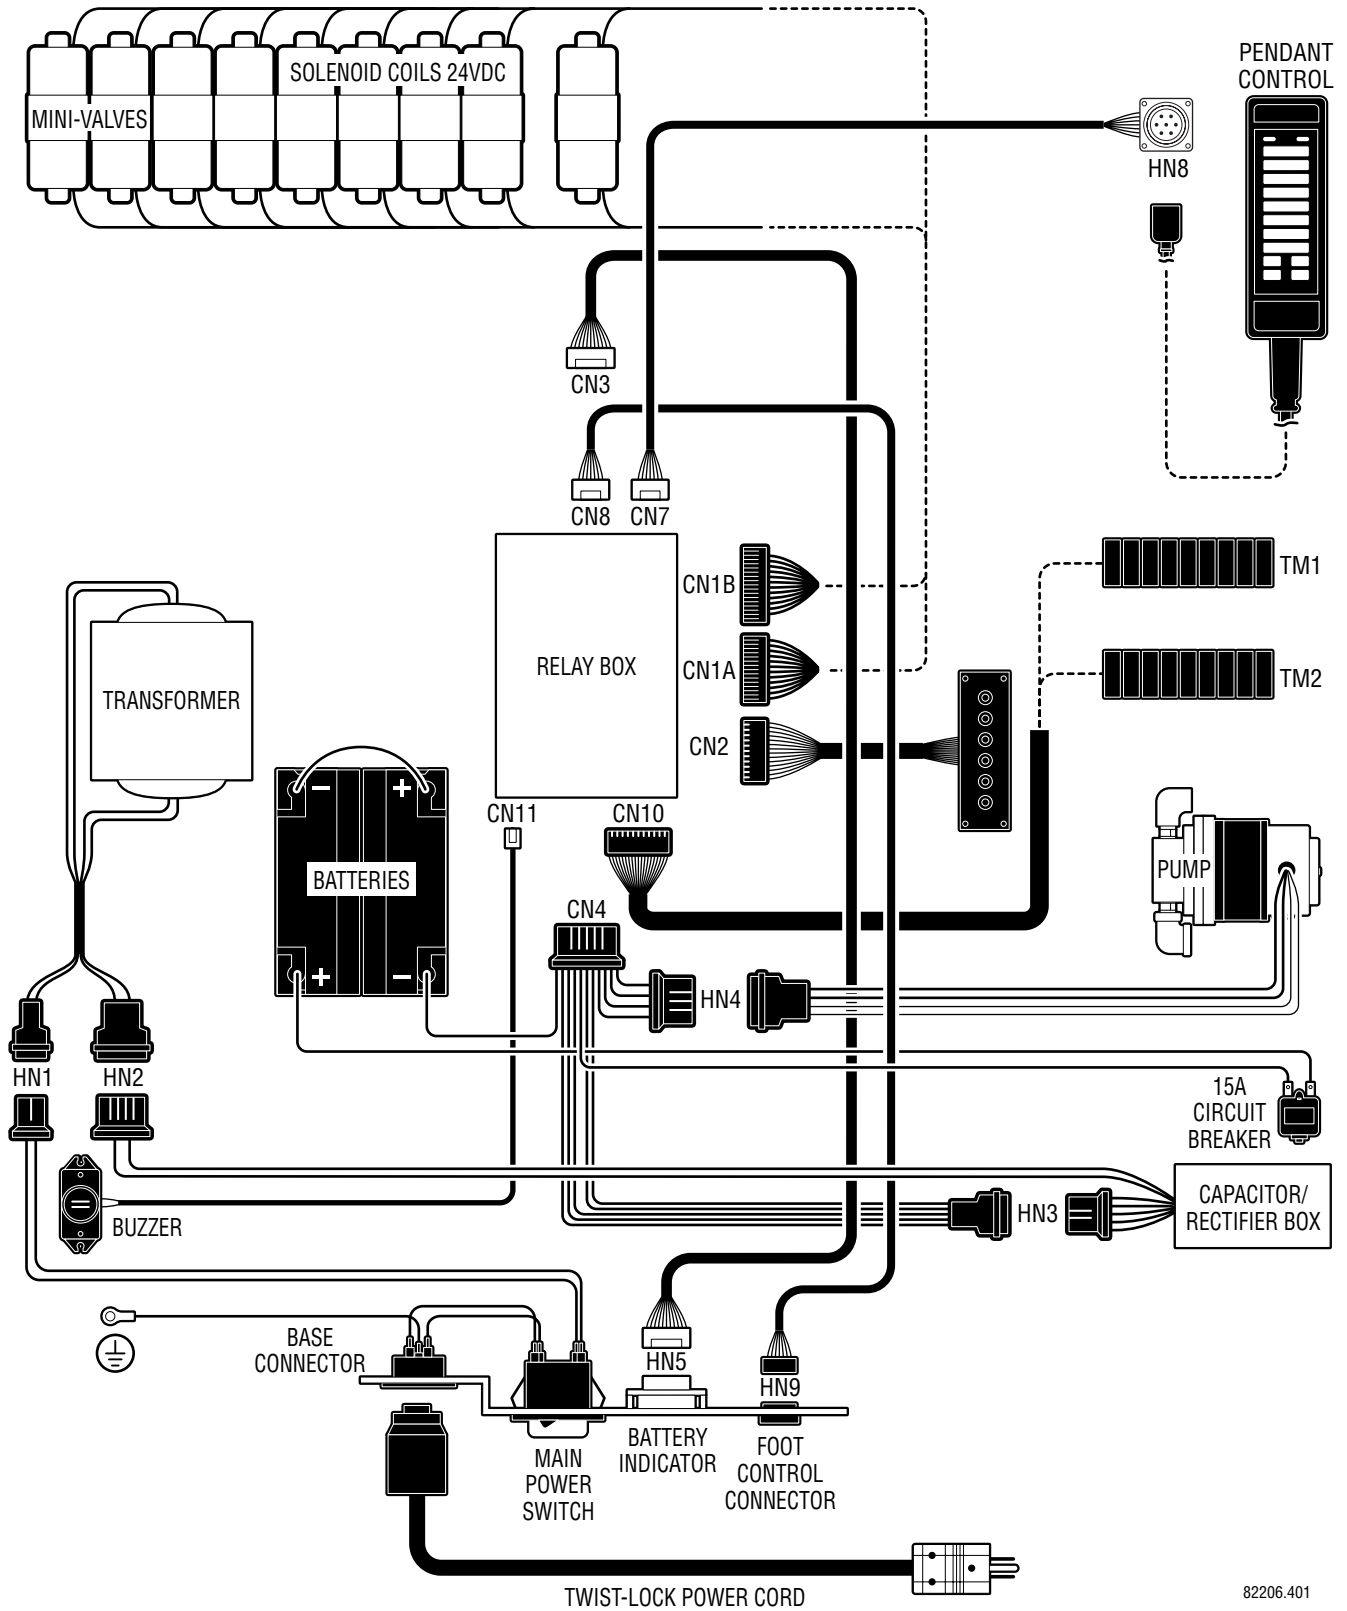 PENDANT
CONTROL
SOLENOID COILS 24VDC
MINI-VALVES
HN8
CN3
CN8
CN7
CN1B
TM1
RELAY BOX
CN1A
TM2
TRANSFORMER
CN2
CN11
CN10
PUMP
BATTERIES
CN4
HN4
HN1
HN2
15A
CIRCUIT
BREAKER
CAPACITOR/
RECTIFIER BOX
HN3
BUZZER
BASE
CONNECTOR
HN5
HN9
BATTERY
INDICATOR
FOOT
CONTROL
CONNECTOR
MAIN
POWER
SWITCH
TWIST-LOCK POWER CORD
82206.401